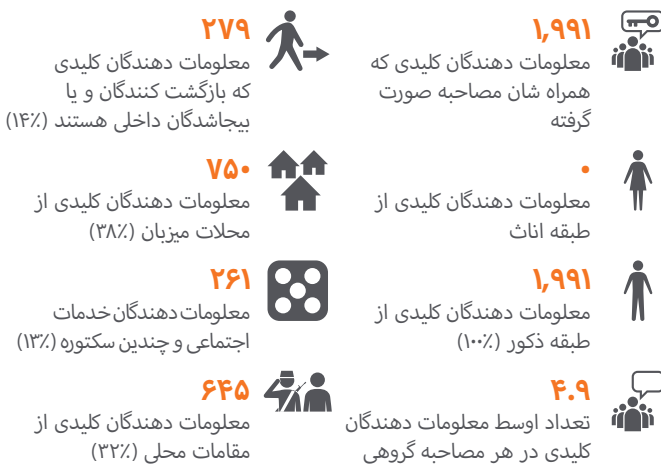 ۱,۹۹۱
معلومات دهندگان کلیدی که
همراه شان مصاحبه صورت
گرفته
۲۷۹
معلومات دهندگان کلیدی
که بازگشت کنندگان و یا
بیجاشدگان داخلی هستند (۱۴٪)
۰
معلومات دهندگان کلیدی از
طبقه اناث
۷۵۰
معلومات دهندگان کلیدی از
محلات میزبان (۳۸٪)
۱,۹۹۱
معلومات دهندگان کلیدی از
طبقه ذکور (۱۰۰٪)
۲۶۱
معلومات دهندگان خدمات
اجتماعی و چندین سکتوره (۱۳٪)
۴.۹
تعداد اوسط معلومات دهندگان
کلیدی در هر مصاحبه گروهی
۶۴۵
معلومات دهندگان کلیدی از
مقامات محلی (۳۲٪)